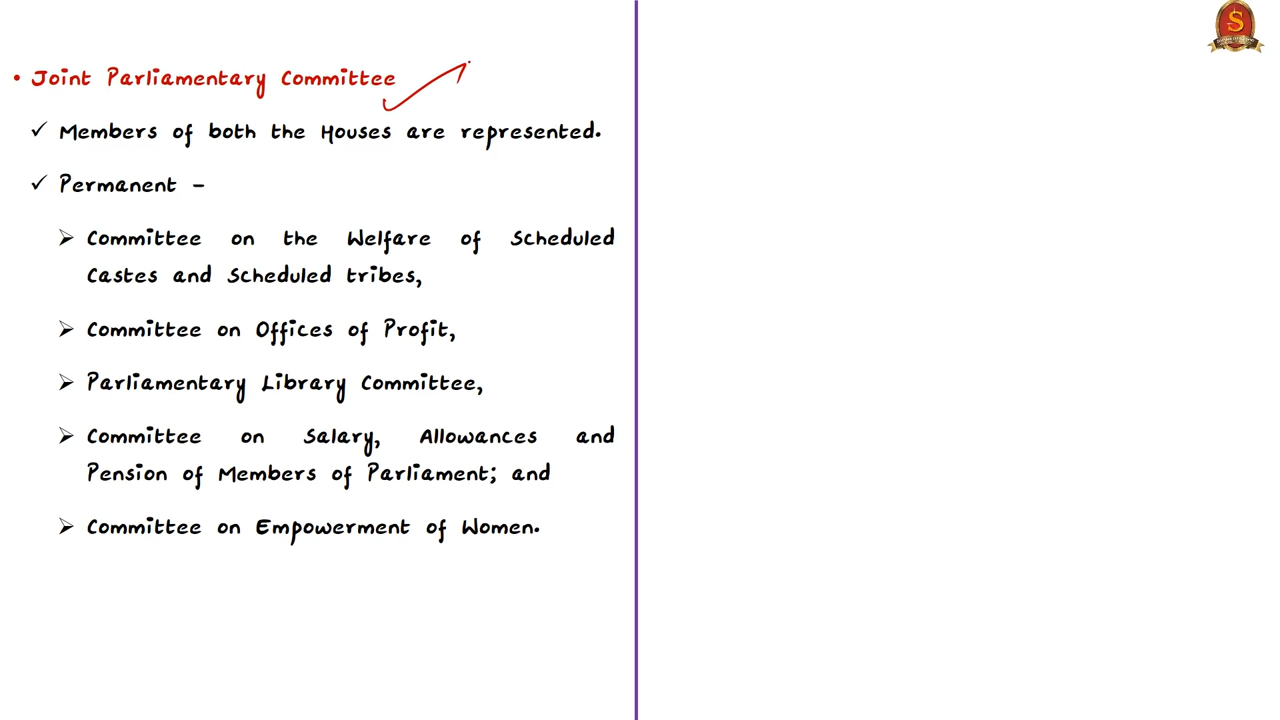 • Joint Parliamentary Committee
✓ Members of both the Houses are represented.
✓ Permanent –
➢ Committee on the Welfare of Scheduled
Castes and Scheduled tribes,
➢ Committee on Offices of Profit,
➢ Parliamentary Library Committee,
➢ Committee on Salary, Allowances and
Pension of Members of Parliament; and
➢ Committee on Empowerment of Women.
S